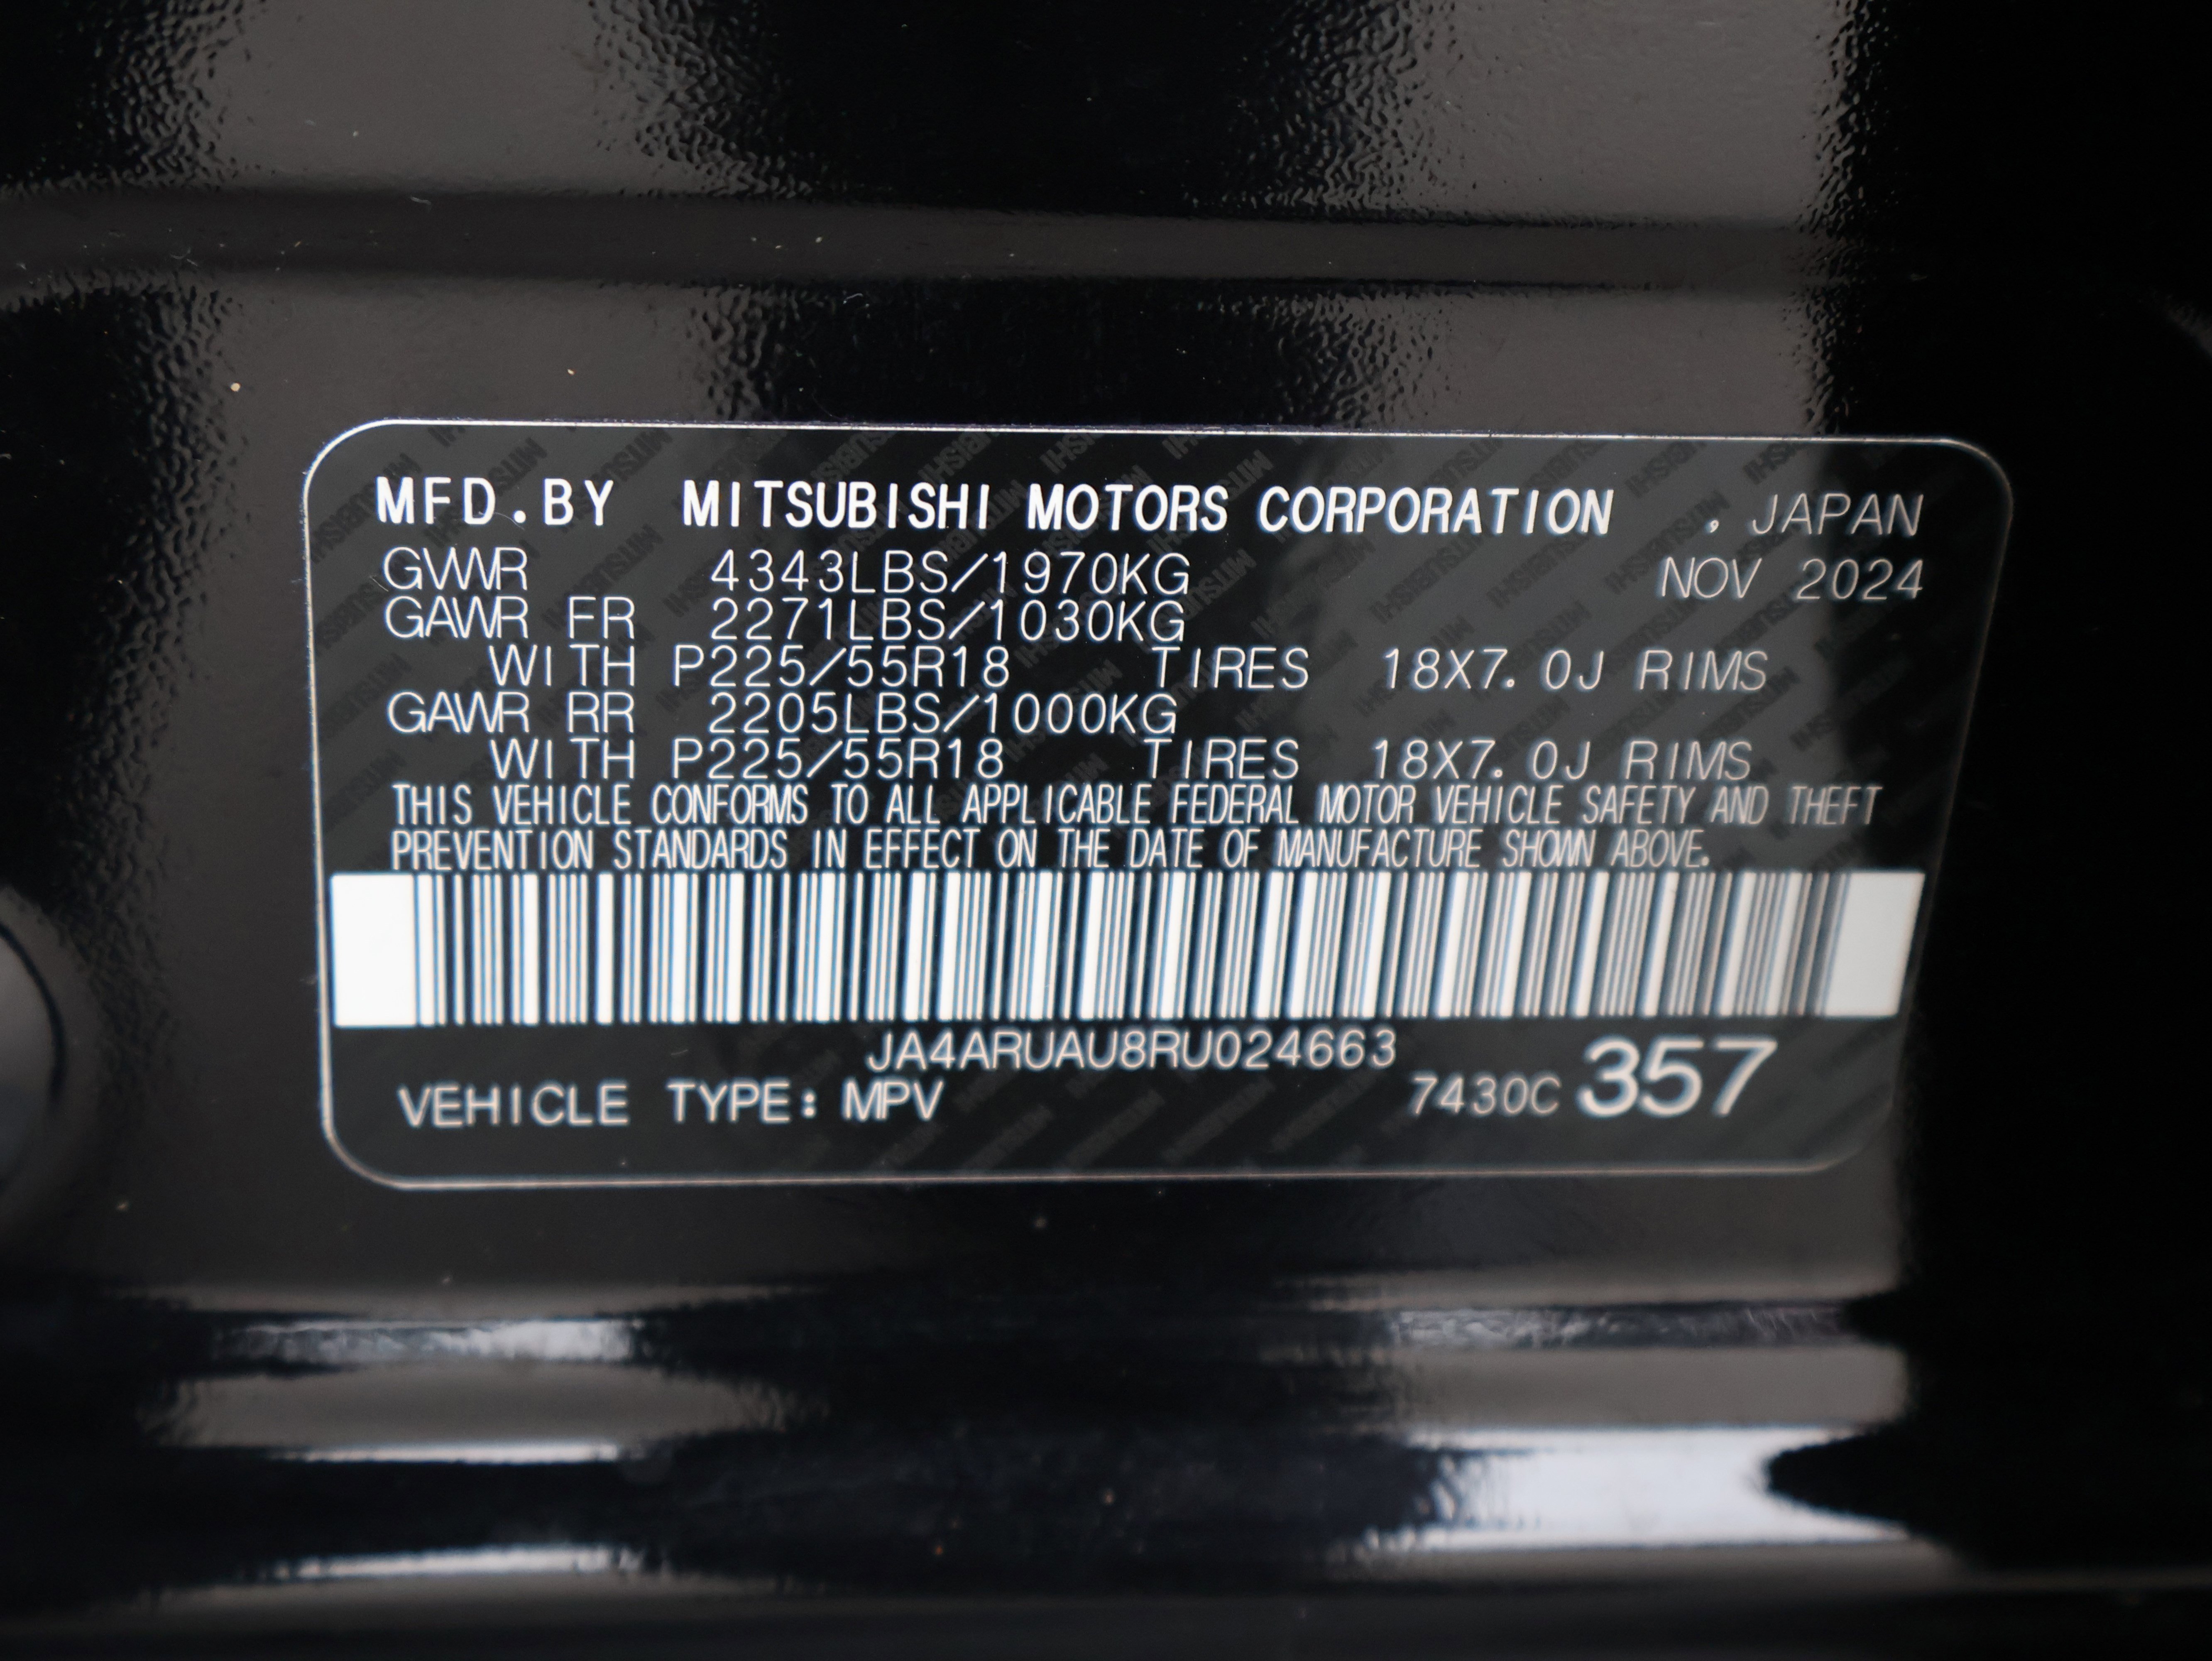 MFD.BY MITSUBISHI MOTORS CORPORATION , JAPAN
GVWR 4343LBS/1970KG NOV 2024
GAWR FR 2271LBS/1030KG
WITH P225/55R18 TIRES 18X7.0J RIMS
GAWR RR 2205LBS/1000KG
WITH P225/55R18 TIRES 18X7.0J RIMS
THIS VEHICLE CONFORMS TO ALL APPLICABLE FEDERAL MOTOR VEHICLE SAFETY AND THEFT
PREVENTION STANDARDS IN EFFECT ON THE DATE OF MANUFACTURE SHOWN ABOVE.
JA4ARUAU8RU024663
VEHICLE TYPE: MPV 7430C 357